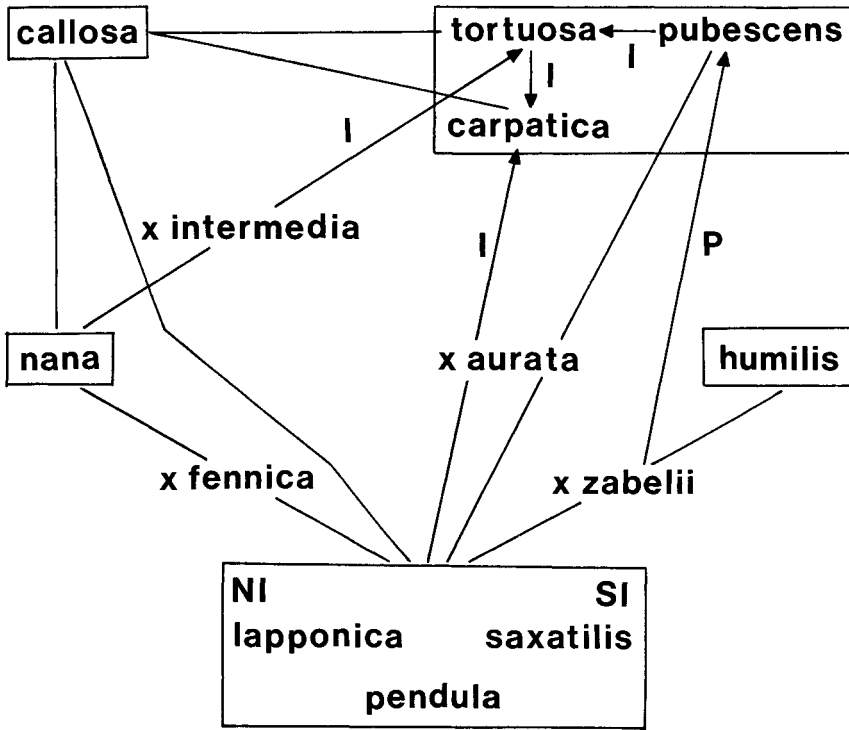 callosa
tortuosa I pubescens
I
carpatica
I
x intermedia
I
P
nana
x aurata
humilis
x fennica
x zabelii
NI SI
lapponica saxatilis
pendula